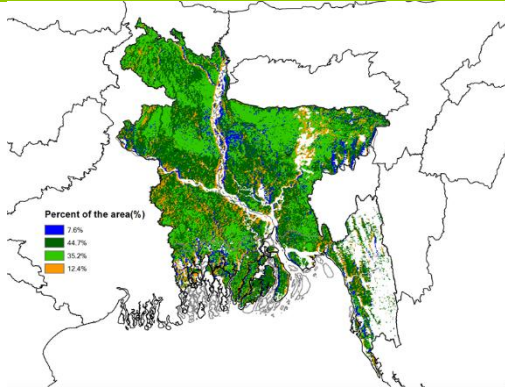 Percent of the area(%)
7.6%
44.7%
35.2%
12.4%